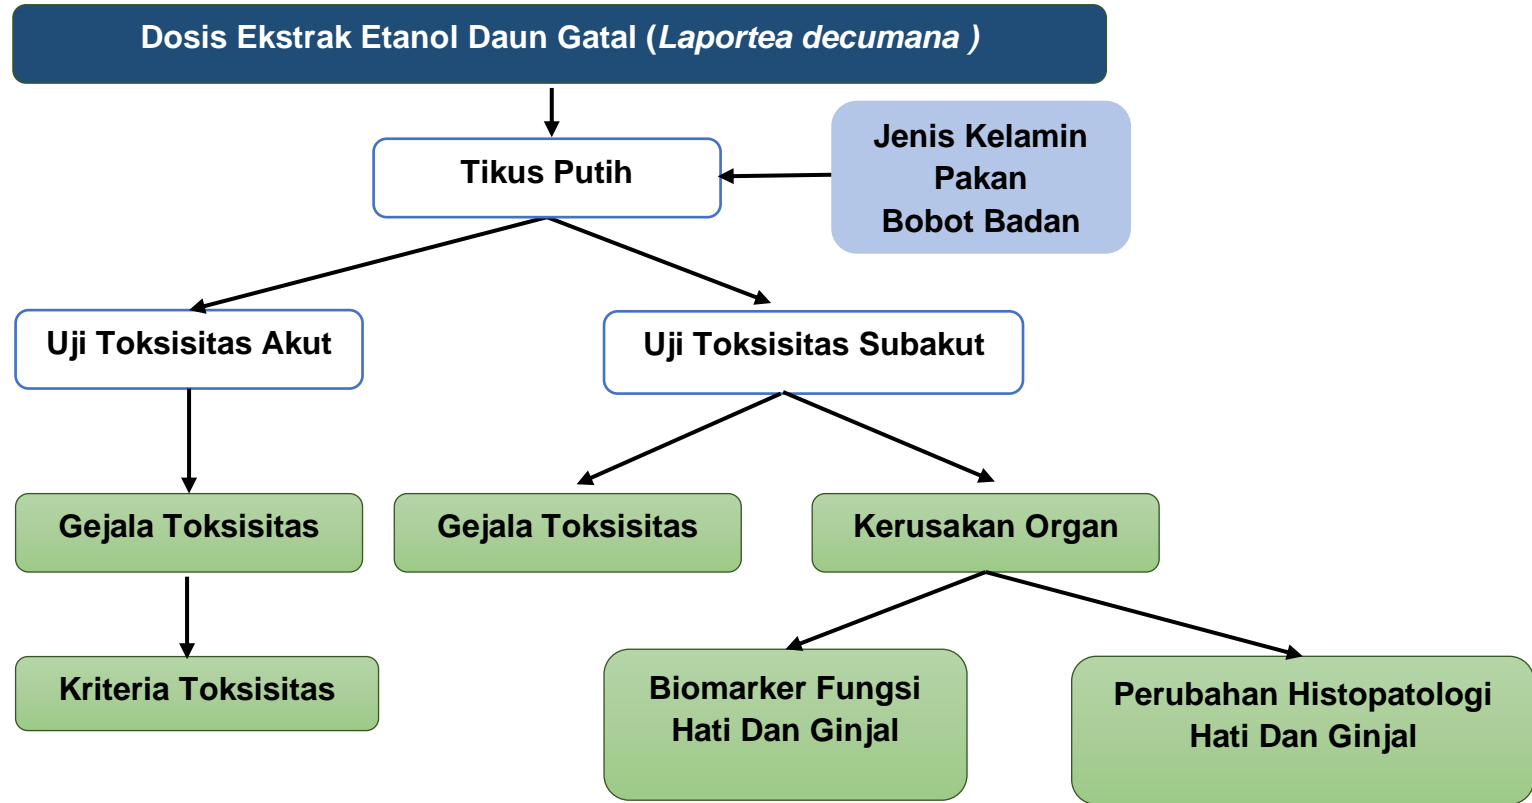 Dosis Ekstrak Etanol Daun Gatal (Laportea decumana )
Tikus Putih
Jenis Kelamin
Pakan
Bobot Badan
Uji Toksisitas Akut
Uji Toksisitas Subakut
Gejala Toksisitas
Gejala Toksisitas
Kerusakan Organ
Kriteria Toksisitas
Biomarker Fungsi
Hati Dan Ginjal
Perubahan Histopatologi
Hati Dan Ginjal